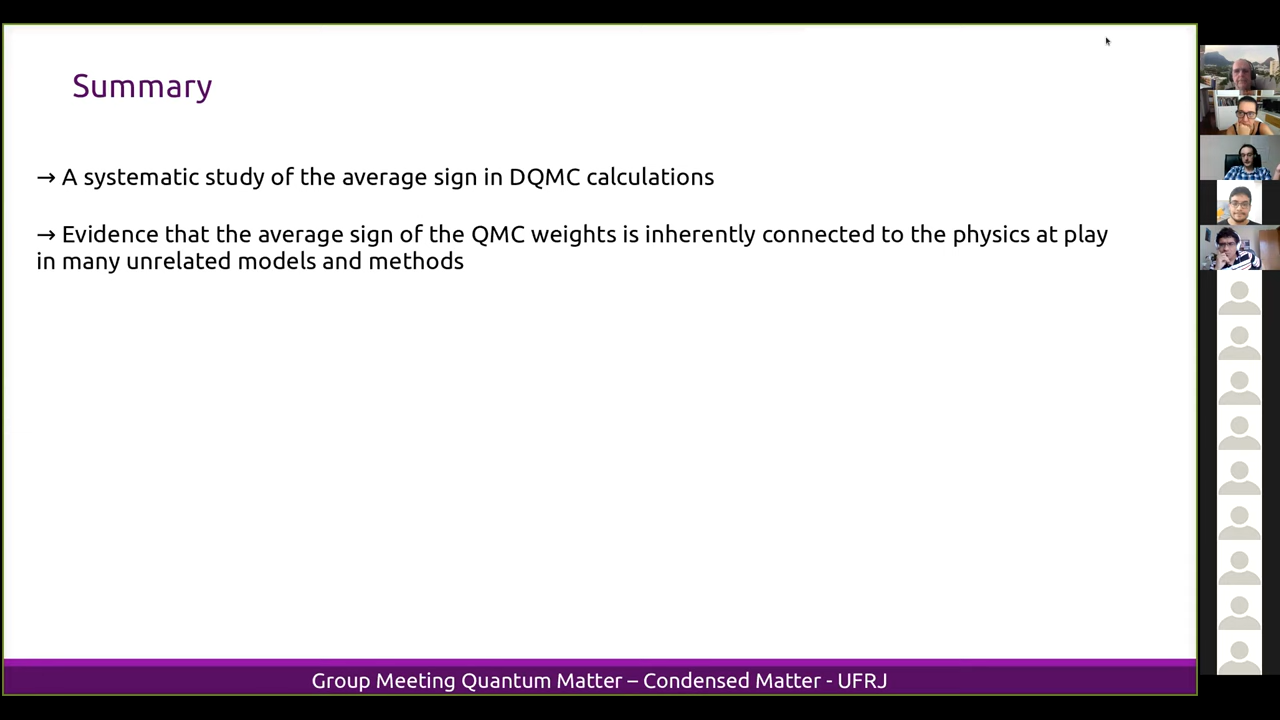 Summary
→ A systematic study of the average sign in DQMC calculations
→ Evidence that the average sign of the QMC weights is inherently connected to the physics at play
in many unrelated models and methods
Group Meeting Quantum Matter – Condensed Matter - UFRJ